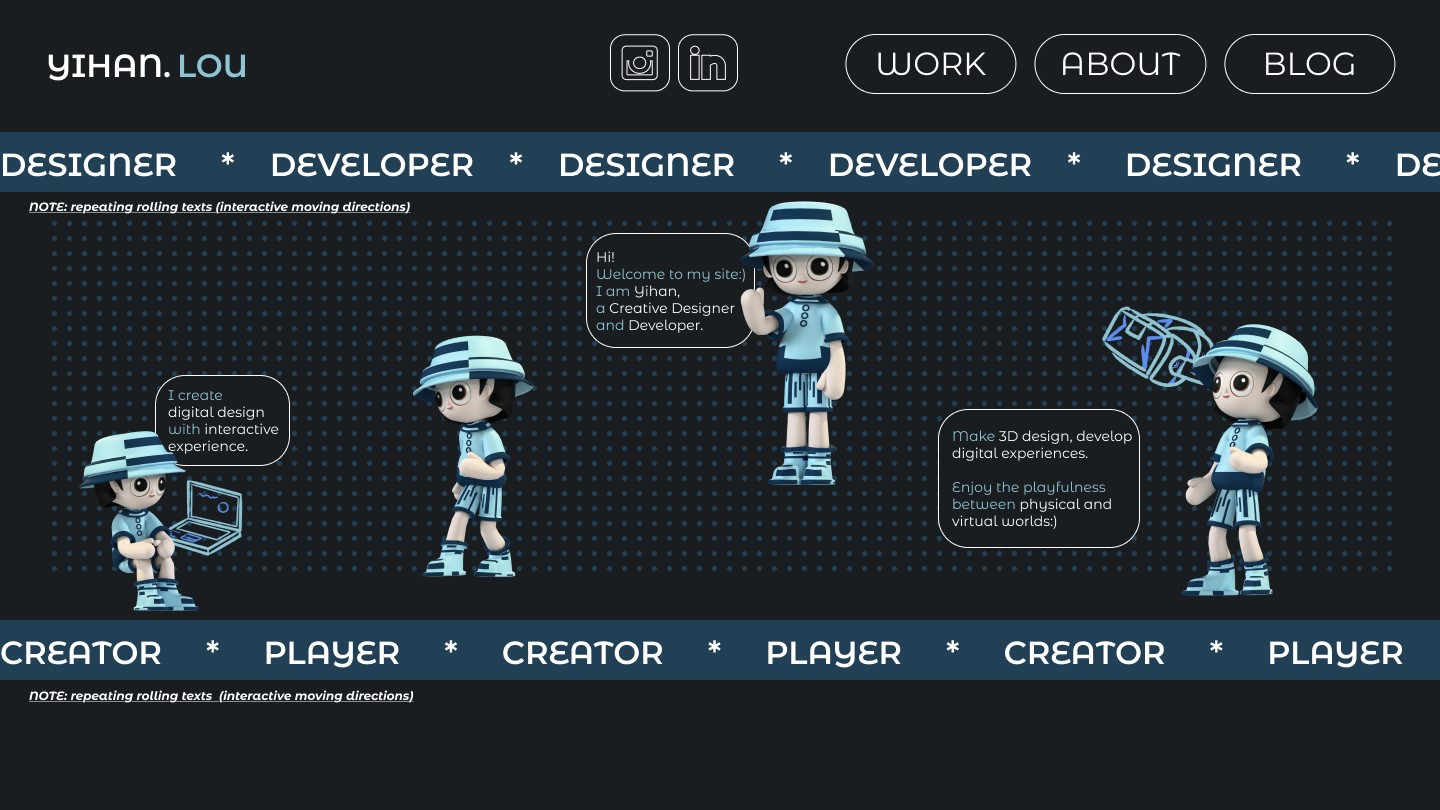 YIHAN. LOU
WORK
ABOUT
BLOG
DESIGNER * DEVELOPER * DESIGNER * DEVELOPER * DESIGNER * DE
NOTE: repeating rolling texts (interactive moving directions)
Hi!
Welcome to my site:)
I am Yihan,
a Creative Designer
and Developer.
I create
digital design
with interactive
experience.
Make 3D design, develop
digital experiences.
Enjoy the playfulness
between physical and
virtual worlds:)
CREATOR * PLAYER * CREATOR * PLAYER * CREATOR * PLAYER
NOTE: repeating rolling texts (interactive moving directions)